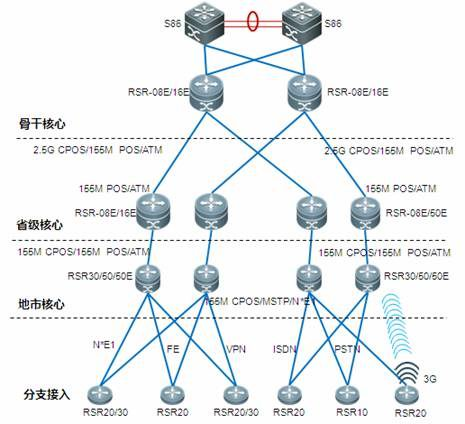 S86
S86
RSR-08E/16E
RSR-08E/16E
骨干核心
2.5G CPOS/155M POS/ATM
2.5G CPOS/155M POS/ATM
155M POS/ATM
155M POS/ATM
RSR-08E/16E
RSR-08E/50E
省级核心
155M CPOS/155M POS/ATM
155M CPOS/155M POS/ATM
RSR30/50/50E
RSR30/50/50E
地市核心
155M CPOS/MSTP/N*E1
N*E1
FE
VPN
ISDN
PSTN
3G
分支接入
RSR20/30
RSR20
RSR20/30
RSR20
RSR10
RSR20